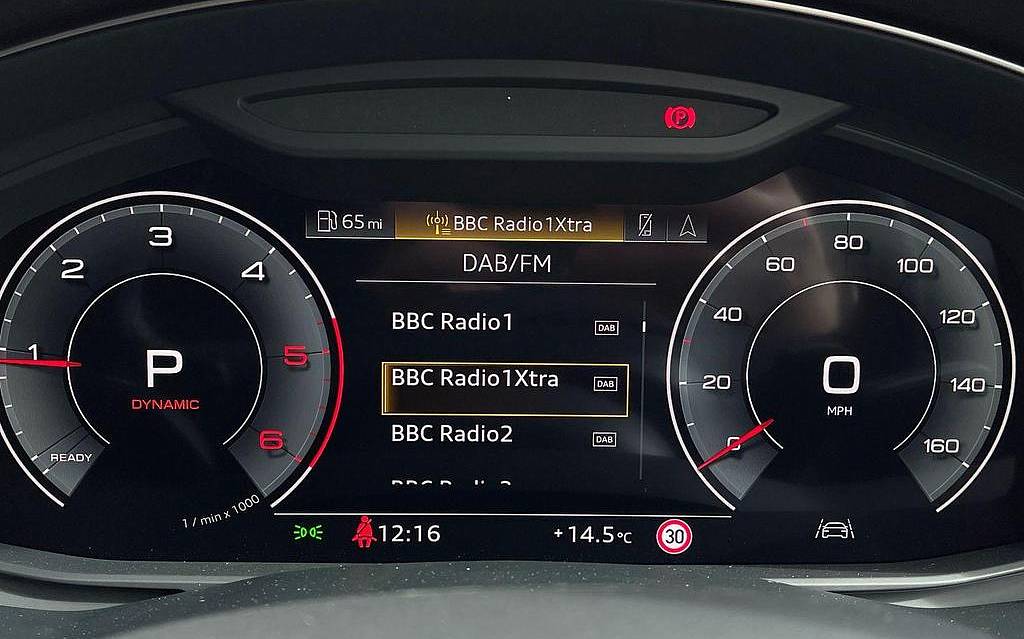 P
65 mi
BBC Radio 1Xtra
DAB/FM
BBC Radio1
DAB
BBC Radio1Xtra
DAB
BBC Radio2
DAB
READY
1
2
3
4
5
6
P
DYNAMIC
1 / min x 1000
0
20
40
60
80
100
120
140
160
0
MPH
12:16
+14.5°C
30